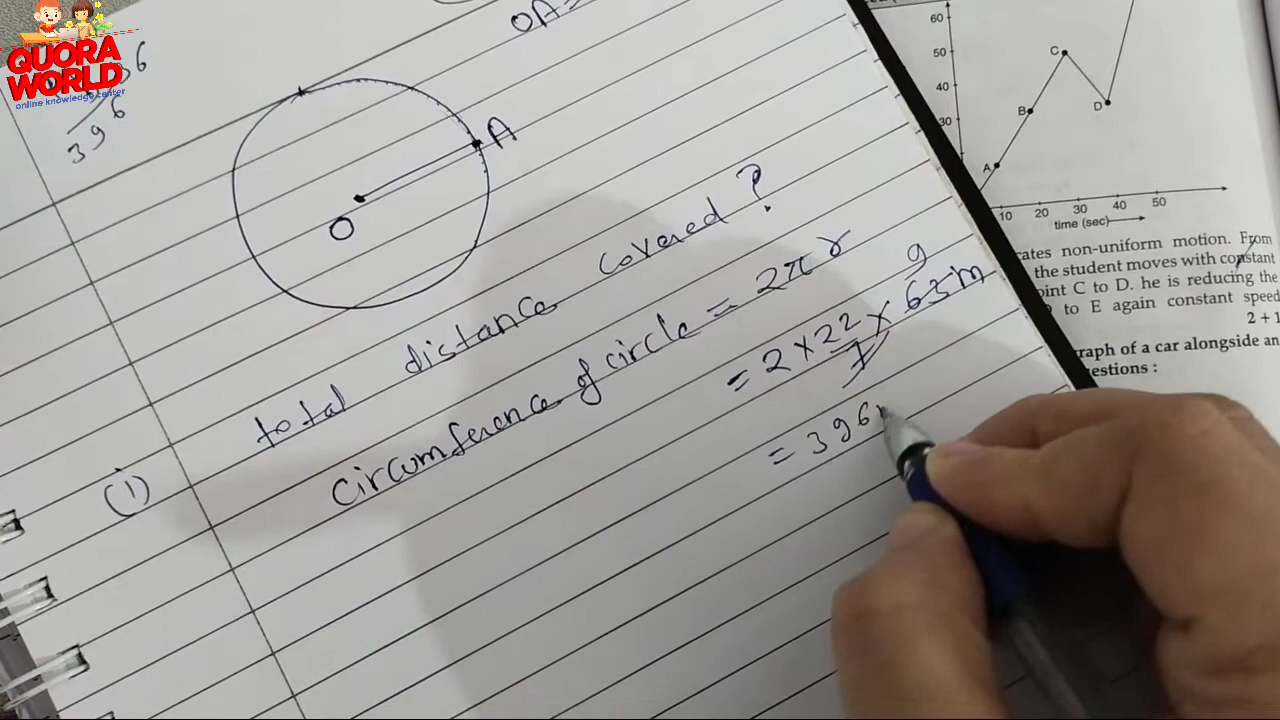 QUORA
WORLD
online knowledge center
6
396
OA=
A
O
(i) total distance covered ?
circumference of circle = 2πr
= 2 × 22/7 × 63m
9
= 396
60
50
40
30
C
B
D
A
10 20 30 40 50
time (sec)
ates non-uniform motion. From
the student moves with constant
oint C to D. he is reducing the
to E again constant speed
2 + 1
raph of a car alongside an
estions :